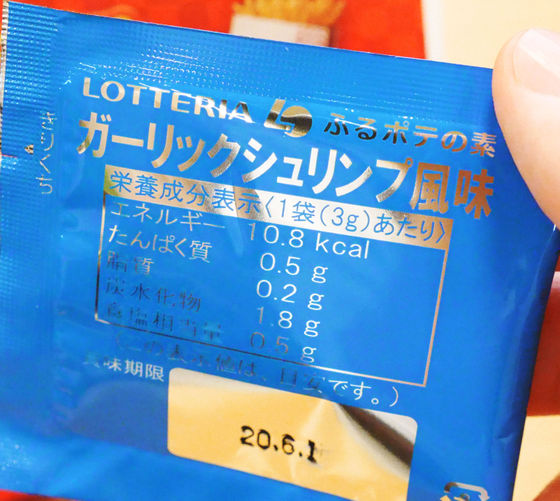 LOTTERIA ふるポテの素
ガーリックシュリンプ風味
栄養成分表示〈1袋(3g)あたり〉
エネルギー 10.8 kcal
たんぱく質 0.5 g
脂質 0.2 g
炭水化物 1.8 g
食塩相当量 0.5 g
(この表示値は、目安です。)
賞味期限
20.6.1
きりくち